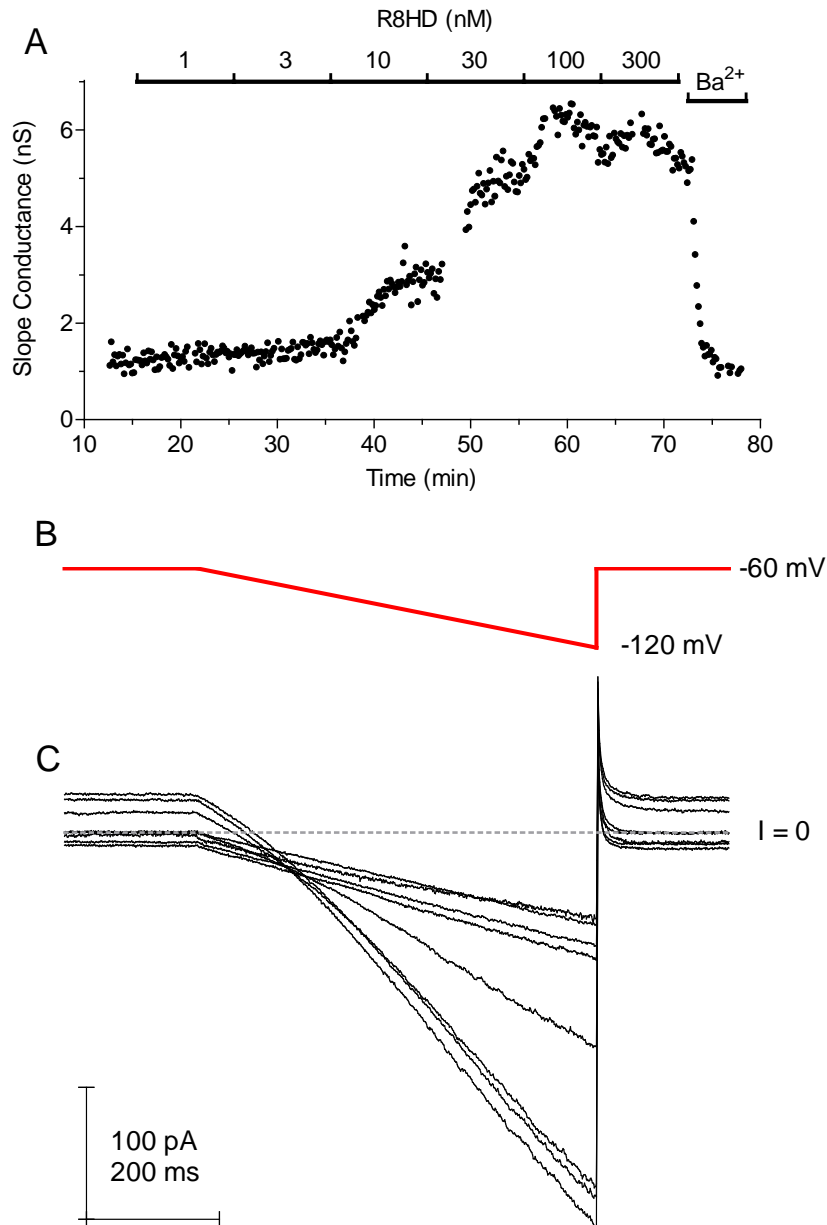 A
R8HD (nM)
1 3 10 30 100 300
Ba²⁺
Slope Conductance (nS)
6
4
2
0
10 20 30 40 50 60 70 80
Time (min)
B
-60 mV
-120 mV
C
I = 0
100 pA
200 ms